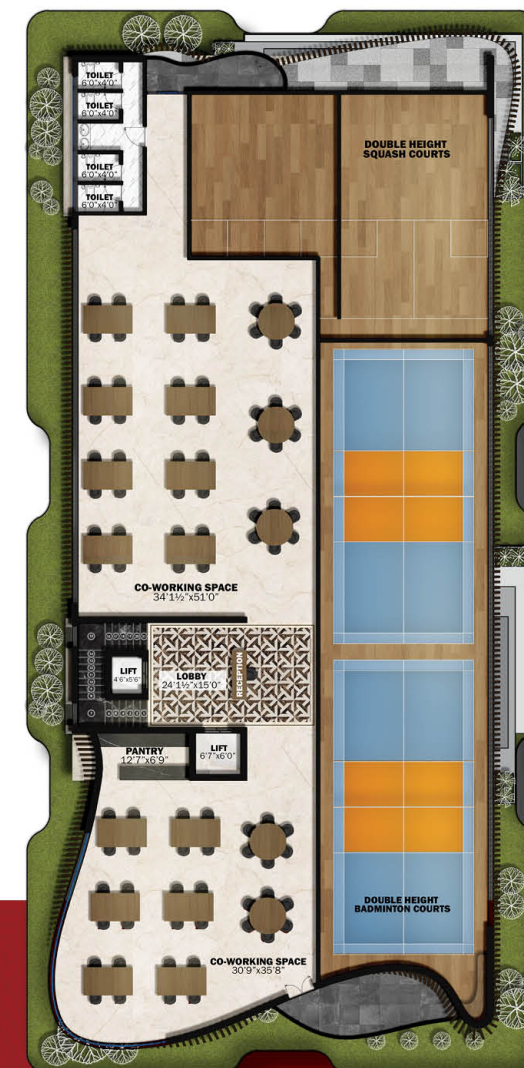 TOILET
6'0"x4'0"
TOILET
6'0"x4'0"
TOILET
6'0"x4'0"
TOILET
6'0"x4'0"
DOUBLE HEIGHT
SQUASH COURTS
CO-WORKING SPACE
34'1½"x51'0"
LIFT
4'6"x5'6"
LOBBY
24'1½"x15'0"
RECEPTION
PANTRY
12'7"x6'9"
LIFT
6'7"x6'0"
DOUBLE HEIGHT
BADMINTON COURTS
CO-WORKING SPACE
30'9"x35'8"